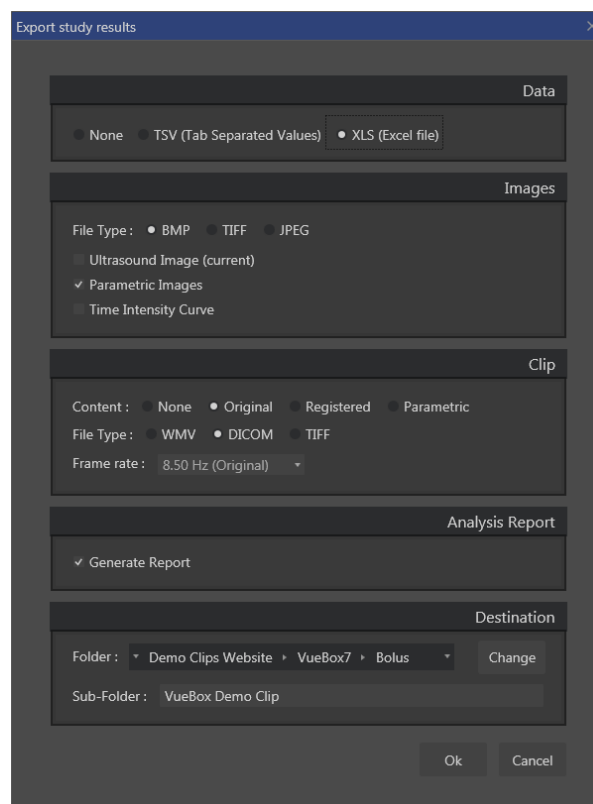 Export study results
Data
None TSV (Tab Separated Values) XLS (Excel file)
Images
File Type : BMP TIFF JPEG
Ultrasound Image (current)
Parametric Images
Time Intensity Curve
Clip
Content : None Original Registered Parametric
File Type : WMV DICOM TIFF
Frame rate : 8.50 Hz (Original)
Analysis Report
Generate Report
Destination
Folder : Demo Clips Website VueBox7 Bolus Change
Sub-Folder : VueBox Demo Clip
Ok Cancel